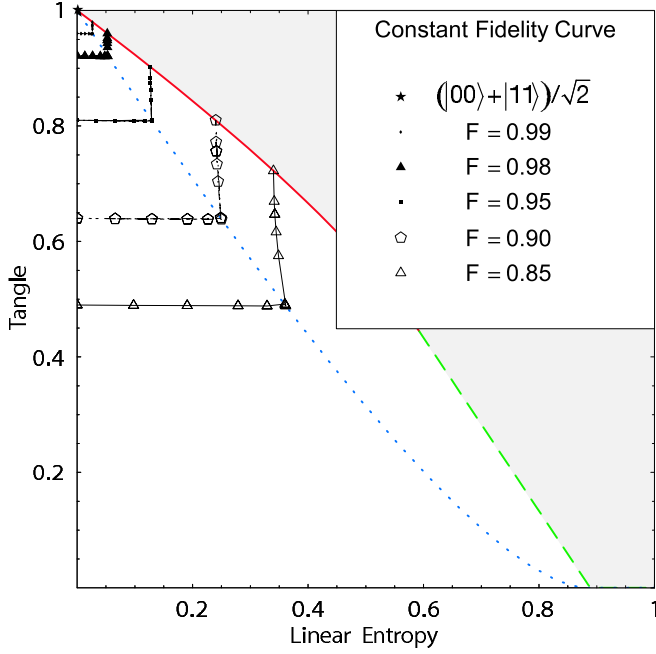 Constant Fidelity Curve
(|00⟩+|11⟩)/√2
F = 0.99
F = 0.98
F = 0.95
F = 0.90
F = 0.85
1
0.8
0.6
0.4
0.2
Tangle
0.2 0.4 0.6 0.8 1
Linear Entropy